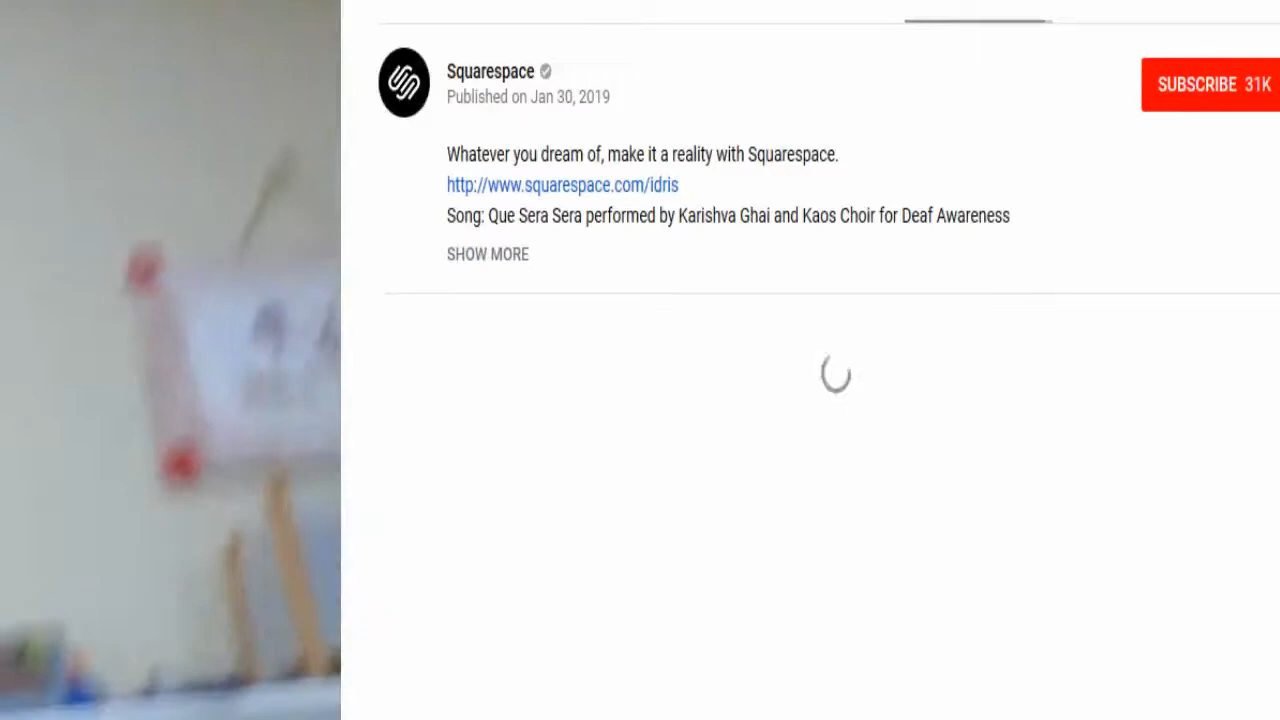 Squarespace
Published on Jan 30, 2019
SUBSCRIBE 31K
Whatever you dream of, make it a reality with Squarespace.
http://www.squarespace.com/idris
Song: Que Sera Sera performed by Karishva Ghai and Kaos Choir for Deaf Awareness
SHOW MORE